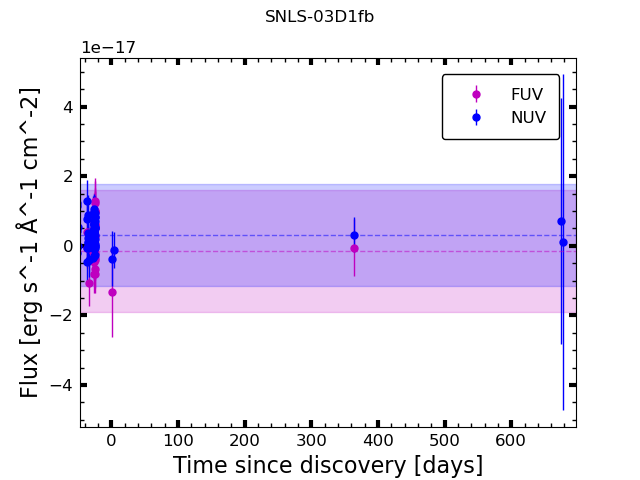 SNLS-03D1fb
1e−17
FUV
NUV
4
2
0
−2
−4
Flux [erg s^-1 Å^-1 cm^-2]
0 100 200 300 400 500 600
Time since discovery [days]